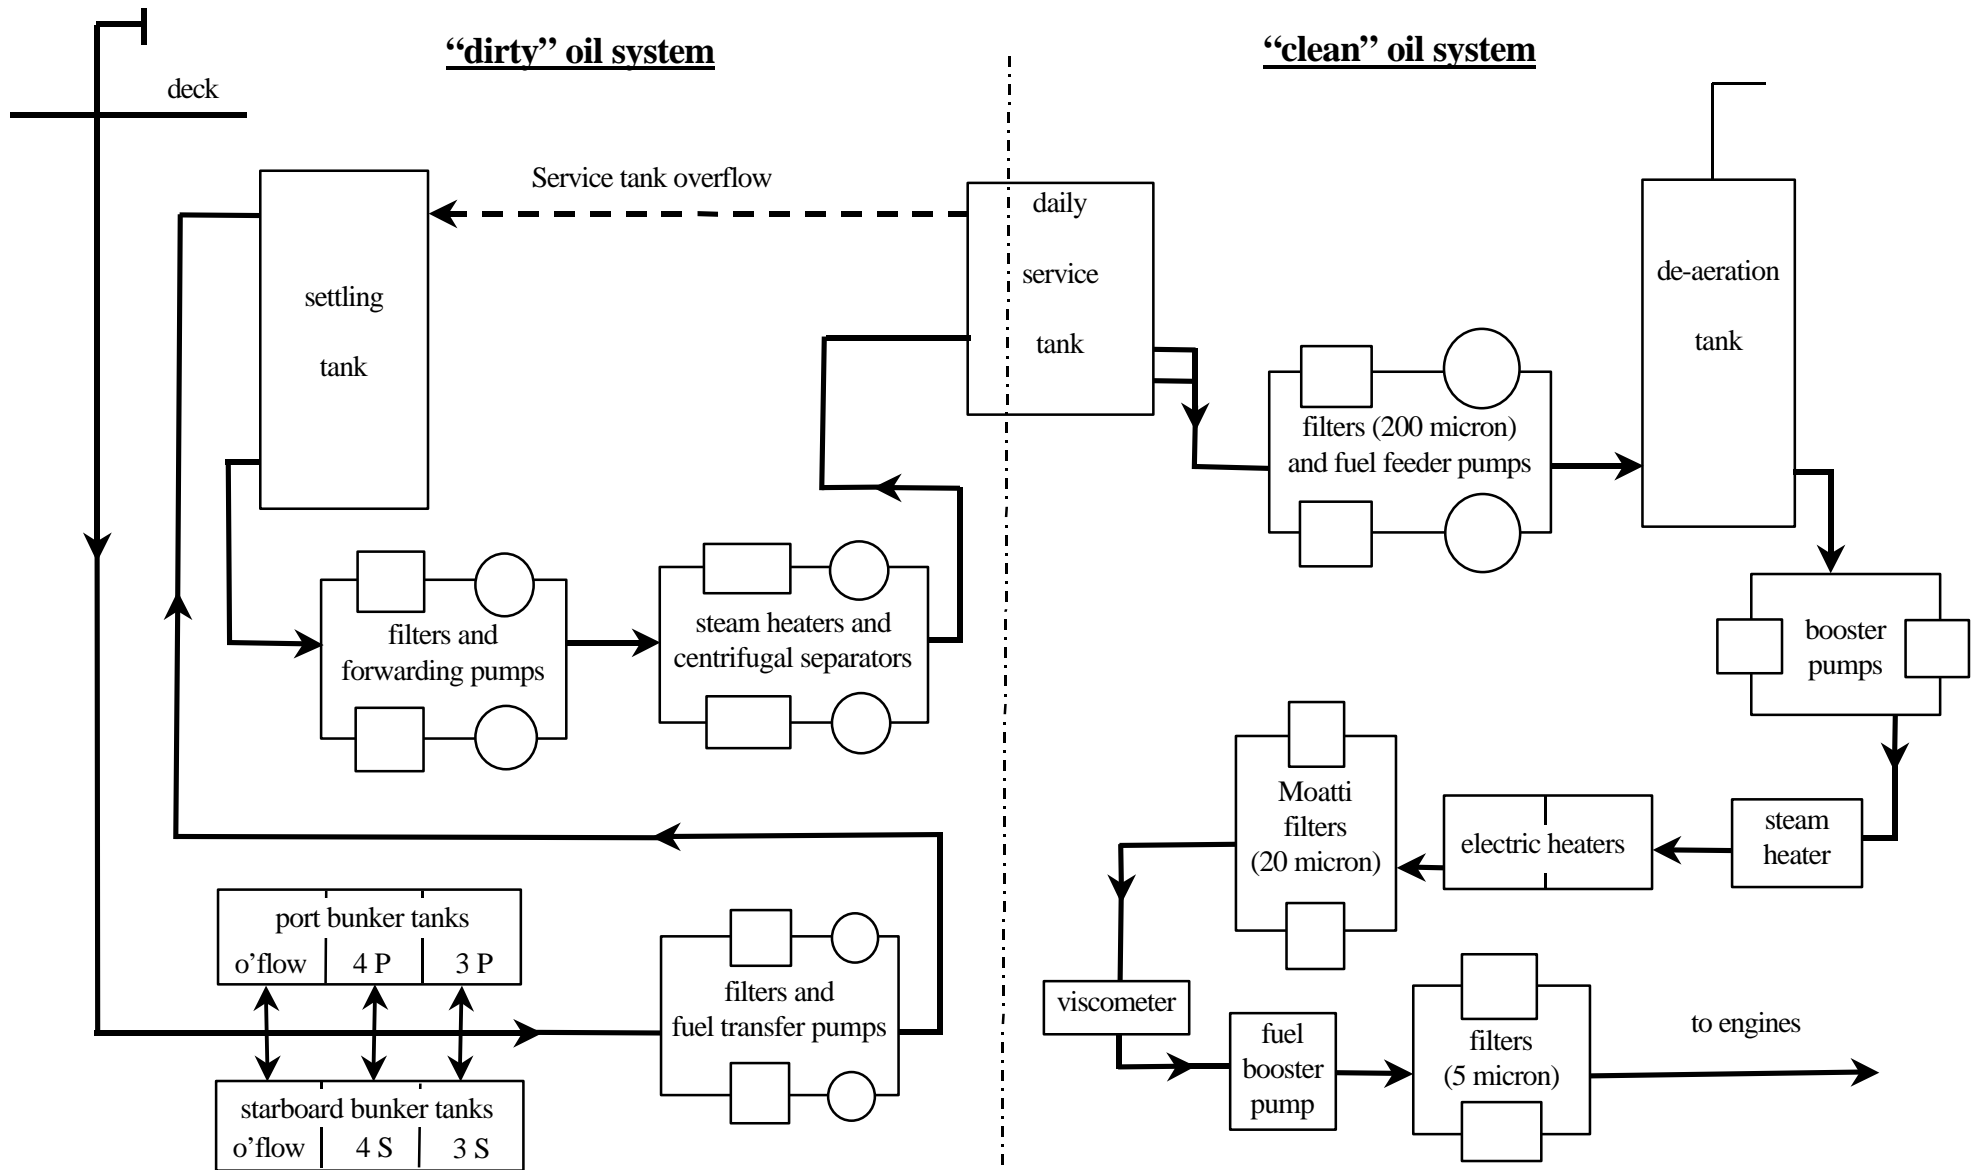 “dirty” oil system
“clean” oil system
deck
Service tank overflow
settling
tank
daily
service
tank
de-aeration
tank
filters (200 micron)
and fuel feeder pumps
filters and
forwarding pumps
steam heaters and
centrifugal separators
booster
pumps
Moatti
filters
(20 micron)
electric heaters
steam
heater
port bunker tanks
o’flow 4 P 3 P
filters and
fuel transfer pumps
starboard bunker tanks
o’flow 4 S 3 S
viscometer
fuel
booster
pump
filters
(5 micron)
to engines